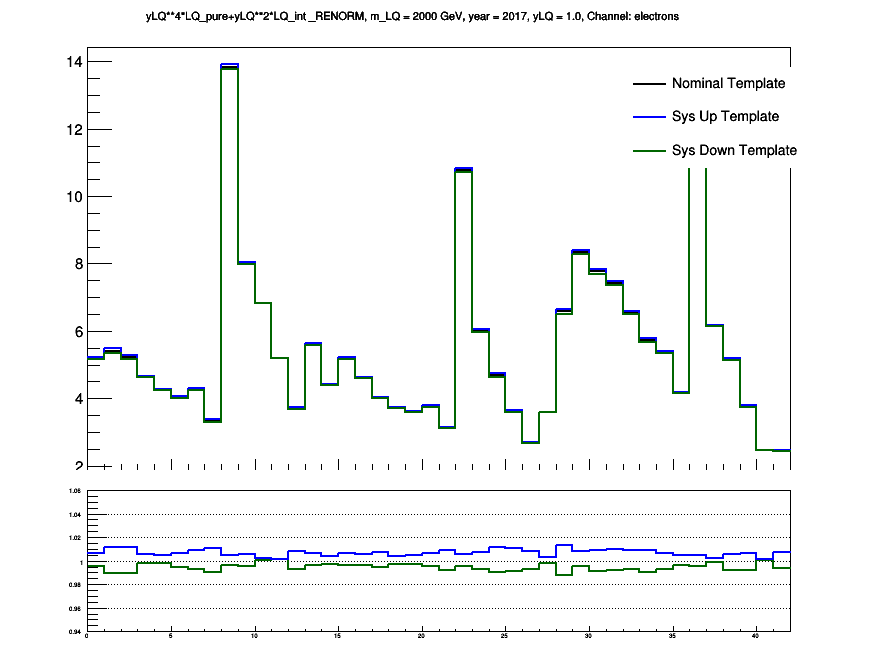 yLQ**4*LQ_pure+yLQ**2*LQ_int _RENORM, m_LQ = 2000 GeV, year = 2017, yLQ = 1.0, Channel: electrons
14
12
10
8
6
4
2
Nominal Template
Sys Up Template
Sys Down Template
1.06
1.04
1.02
1
0.98
0.96
0.94
0 5 10 15 20 25 30 35 40